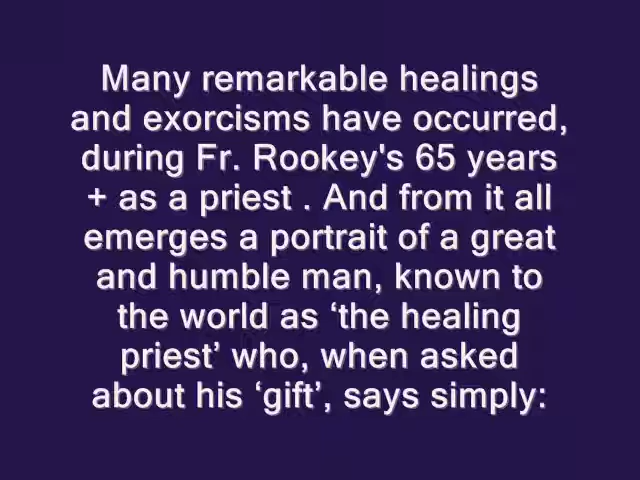 Many remarkable healings
and exorcisms have occurred,
during Fr. Rookey's 65 years
+ as a priest . And from it all
emerges a portrait of a great
and humble man, known to
the world as ‘the healing
priest’ who, when asked
about his ‘gift’, says simply: